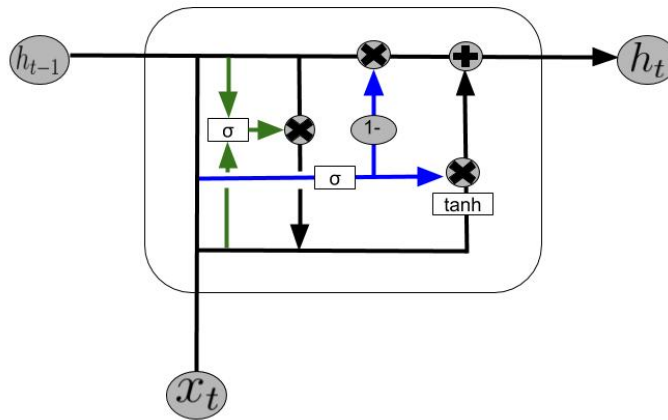 h_{t-1}
h_t
σ
1-
σ
tanh
x_t